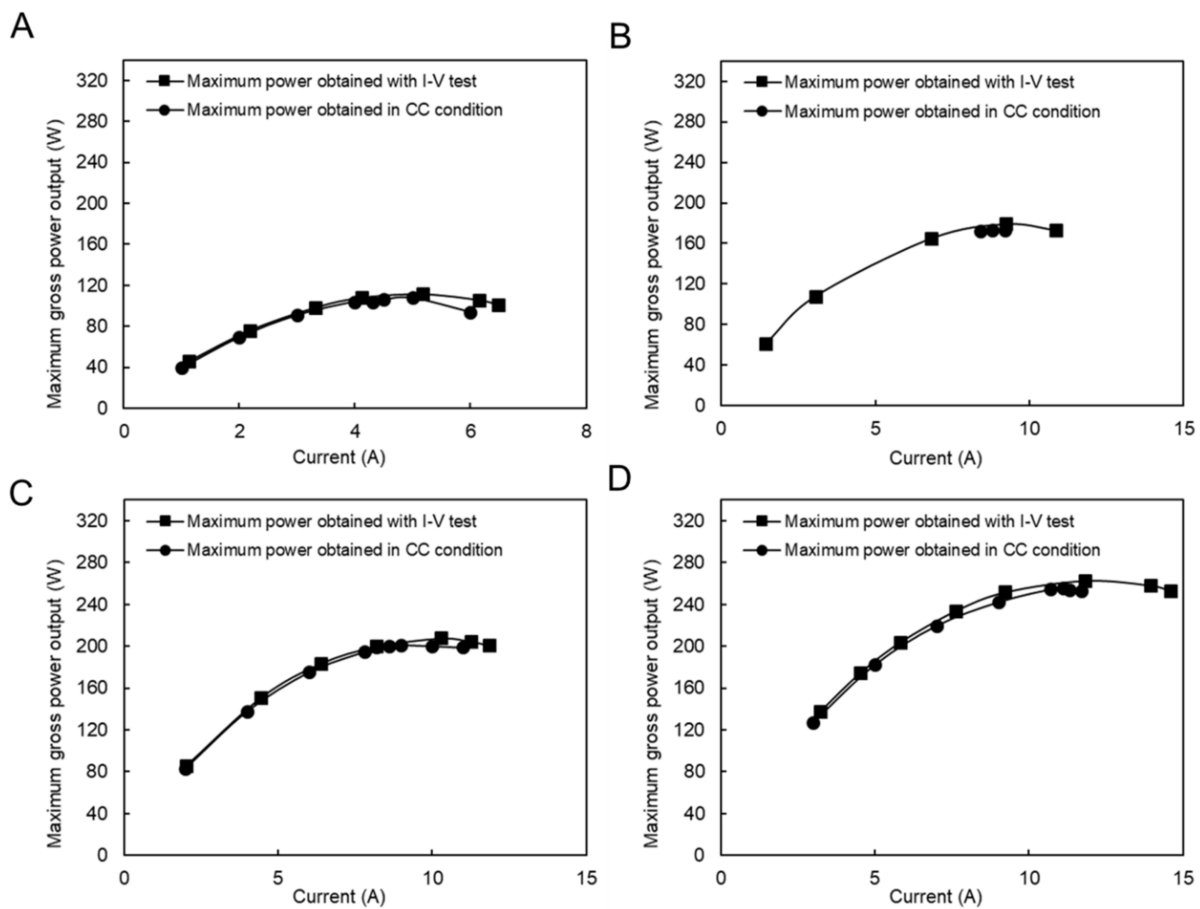 A
Maximum gross power output (W)
320
280
240
200
160
120
80
40
0
Maximum power obtained with I-V test
Maximum power obtained in CC condition
0 2 4 6 8
Current (A)
B
Maximum gross power output (W)
320
280
240
200
160
120
80
40
0
Maximum power obtained with I-V test
Maximum power obtained in CC condition
0 5 10 15
Current (A)
C
Maximum gross power output (W)
320
280
240
200
160
120
80
40
0
Maximum power obtained with I-V test
Maximum power obtained in CC condition
0 5 10 15
Current (A)
D
Maximum gross power output (W)
320
280
240
200
160
120
80
40
0
Maximum power obtained with I-V test
Maximum power obtained in CC condition
0 5 10 15
Current (A)